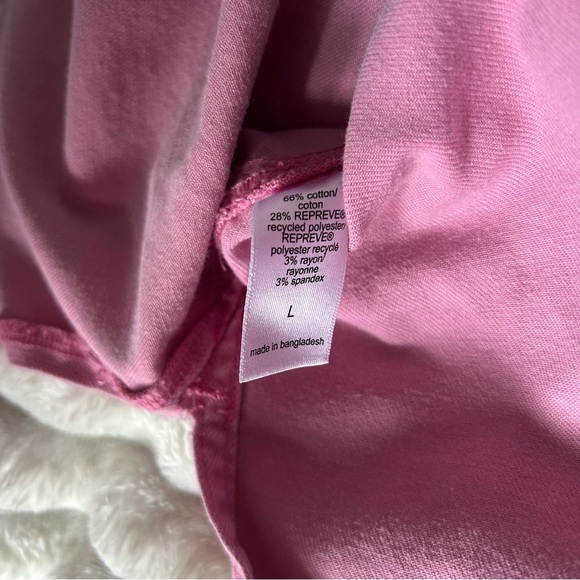 66% cotton/
coton
28% REPREVE®
recycled polyester/
REPREVE®
polyester recyclé
3% rayon/
rayonne
3% spandex
L
made in bangladesh